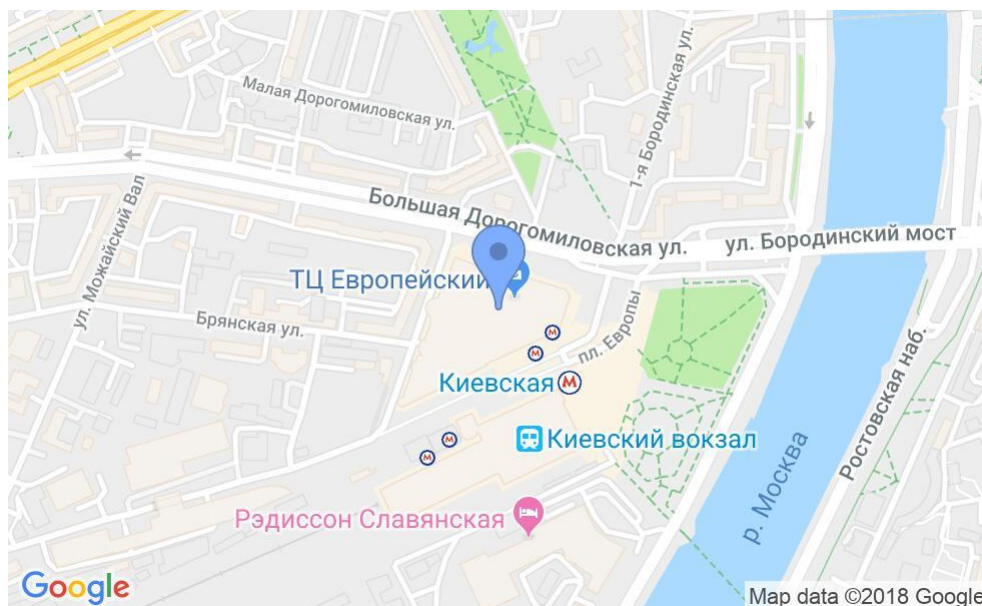 Малая Дорогомиловская ул.
1-я Бородинская ул.
Большая Дорогомиловская ул.
ул. Бородинский мост
ул. Можайский Вал
ТЦ Европейский
Брянская ул.
пл. Европы
Киевская
Киевский вокзал
Ростовская наб.
р. Москва
Рэдиссон Славянская
Google
Map data ©2018 Google